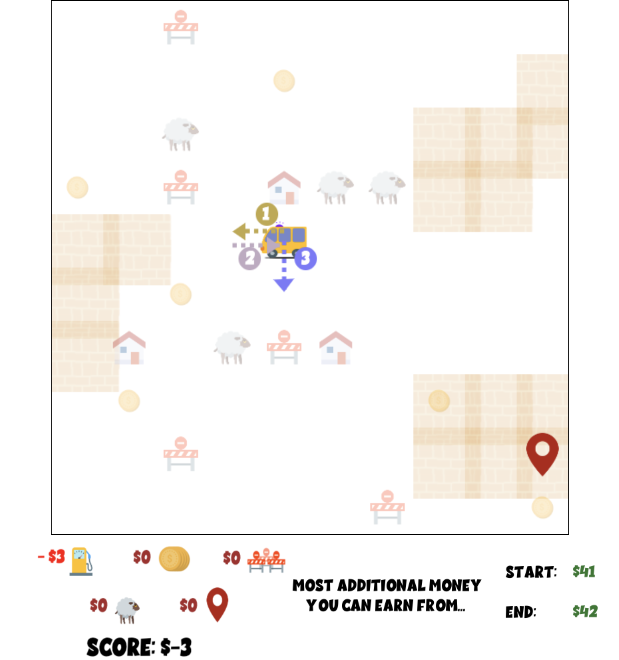 1
2
3
- $3
$0
$0
MOST ADDITIONAL MONEY
YOU CAN EARN FROM...
START: $41
$0
$0
END: $42
SCORE: $-3